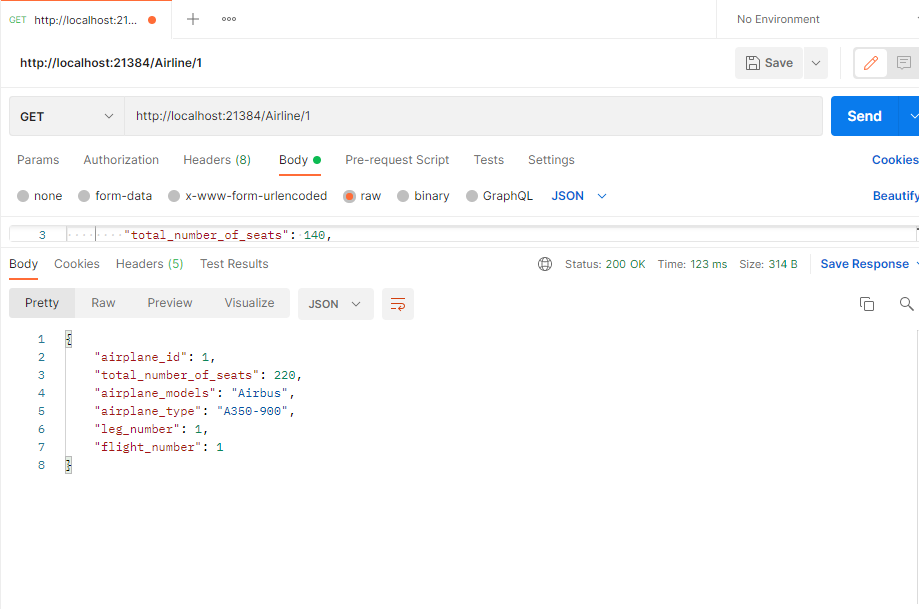 GET http://localhost:21... No Environment
http://localhost:21384/Airline/1 Save
GET http://localhost:21384/Airline/1 Send
Params Authorization Headers (8) Body Pre-request Script Tests Settings Cookies
none form-data x-www-form-urlencoded raw binary GraphQL JSON Beautify
3 "total_number_of_seats": 140,
Body Cookies Headers (5) Test Results Status: 200 OK Time: 123 ms Size: 314 B Save Response
Pretty Raw Preview Visualize JSON
1 {
2 "airplane_id": 1,
3 "total_number_of_seats": 220,
4 "airplane_models": "Airbus",
5 "airplane_type": "A350-900",
6 "leg_number": 1,
7 "flight_number": 1
8 }